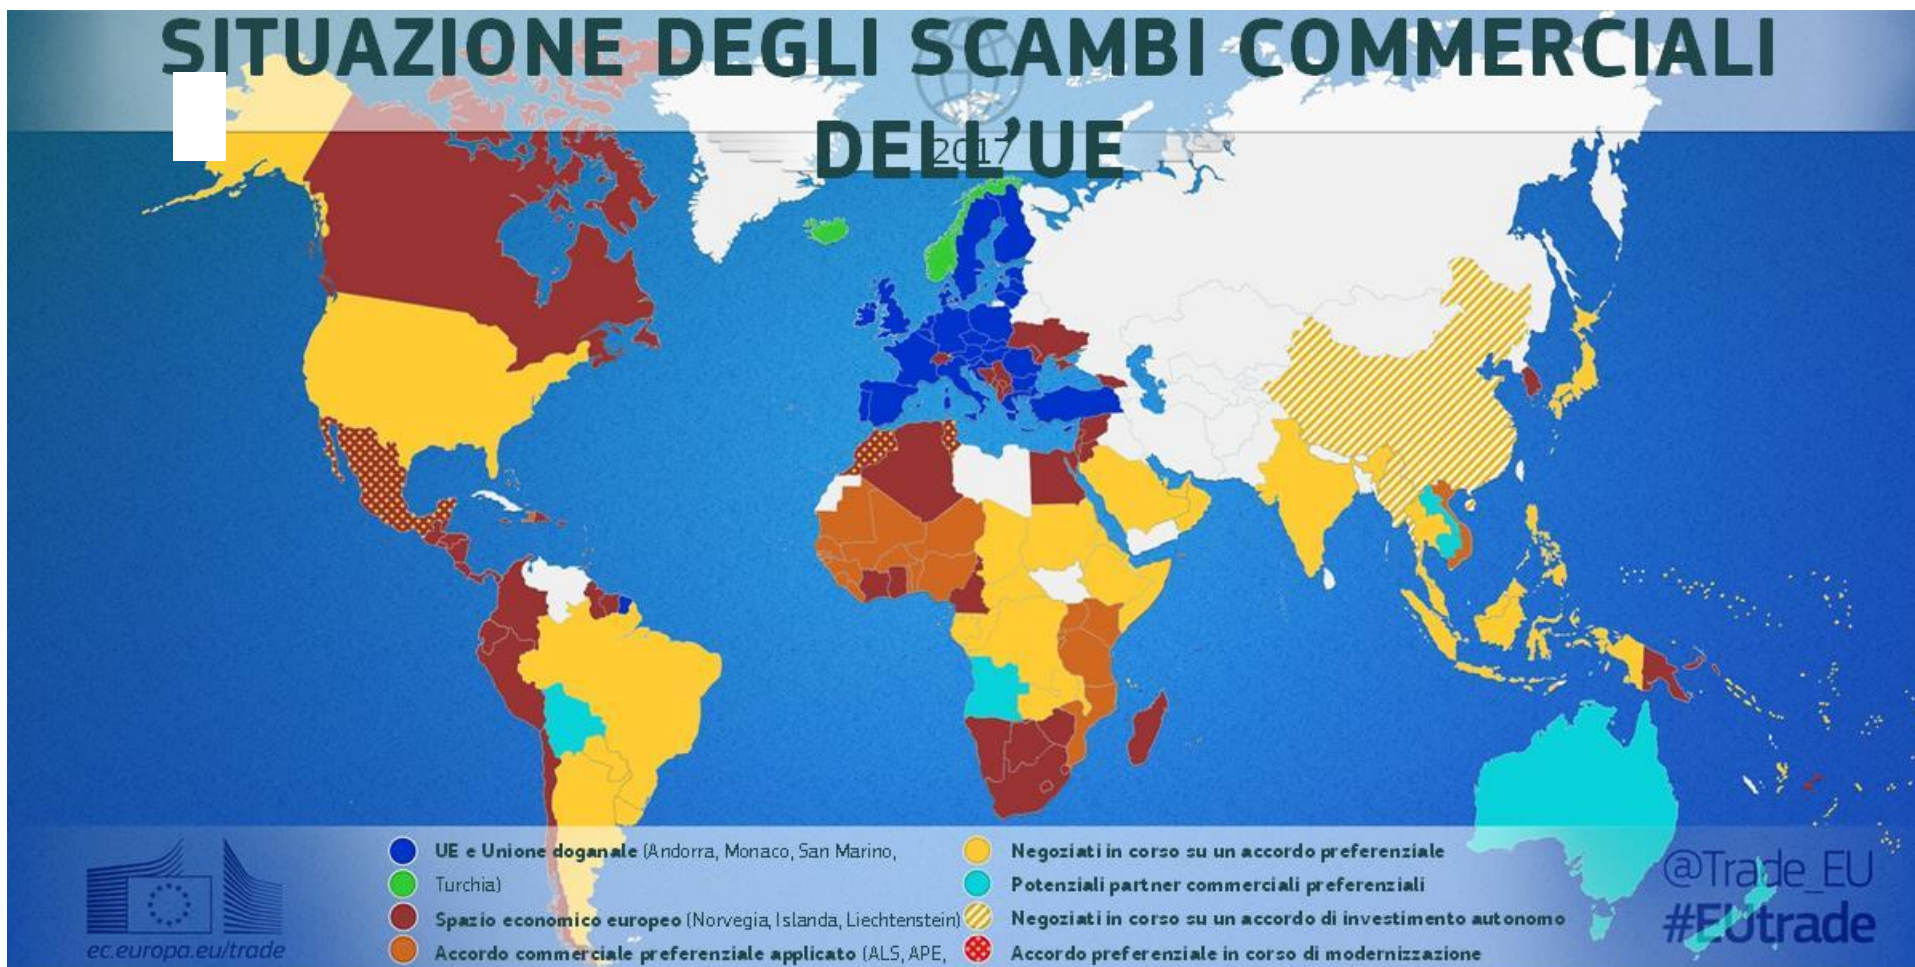 SITUAZIONE DEGLI SCAMBI COMMERCIALI
DELL'UE
2017
UE e Unione doganale (Andorra, Monaco, San Marino,
Turchia)
Spazio economico europeo (Norvegia, Islanda, Liechtenstein)
Accordo commerciale preferenziale applicato (ALS, APE,
Negoziati in corso su un accordo preferenziale
Potenziali partner commerciali preferenziali
Negoziati in corso su un accordo di investimento autonomo
Accordo preferenziale in corso di modernizzazione
ec.europa.eu/trade
@Trade_EU
#EUtrade